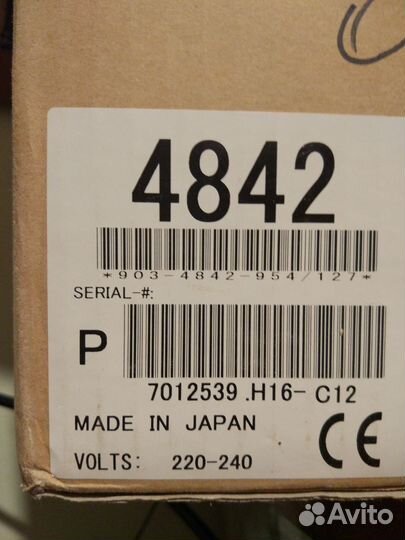 4842
*903-4842-954/127*
SERIAL-#:
P
7012539 .H16- C12
MADE IN JAPAN
CE
VOLTS: 220-240
Avito